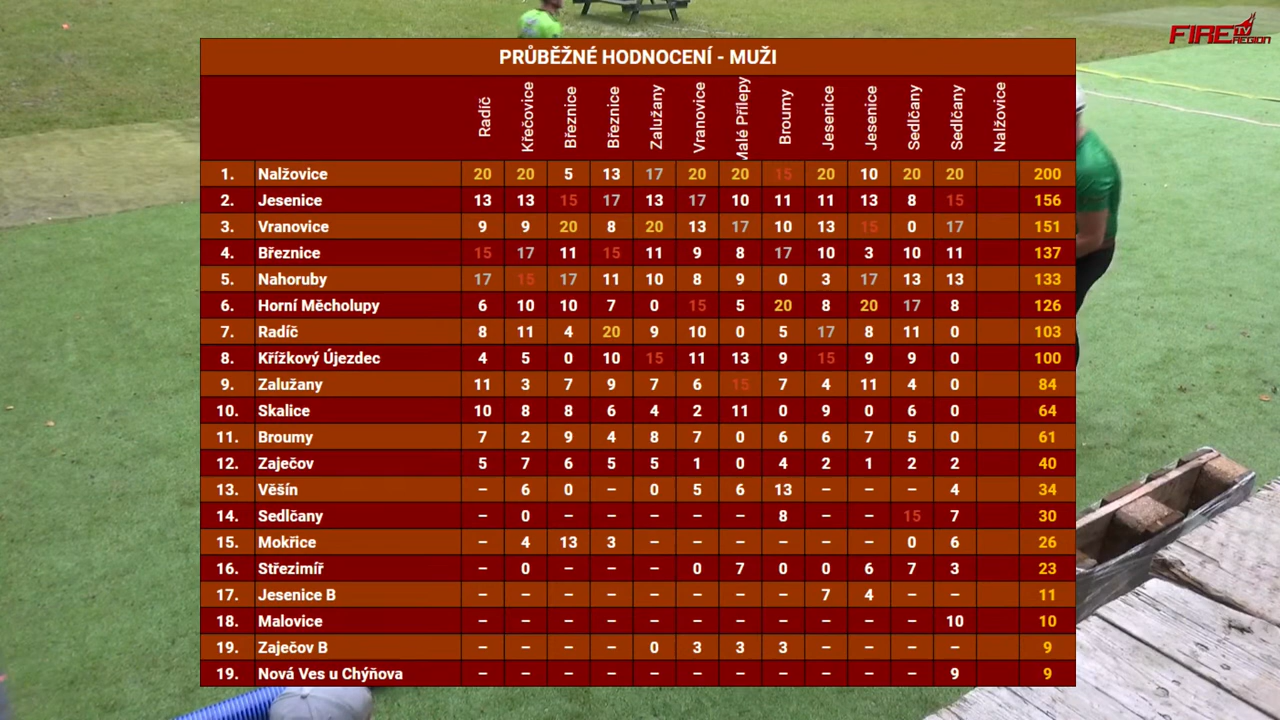 FIRE TV REGION
PRŮBĚŽNÉ HODNOCENÍ - MUŽI
Radíč Křečovice Březnice Březnice Zalužany Vranovice Malé Přílepy Broumy Jesenice Jesenice Sedlčany Sedlčany Nalžovice
1. Nalžovice 20 20 5 13 17 20 20 15 20 10 20 20 200
2. Jesenice 13 13 15 17 13 17 10 11 11 13 8 15 156
3. Vranovice 9 9 20 8 20 13 17 10 13 15 0 17 151
4. Březnice 15 17 11 15 11 9 8 17 10 3 10 11 137
5. Nahoruby 17 15 17 11 10 8 9 0 3 17 13 13 133
6. Horní Měcholupy 6 10 10 7 0 15 5 20 8 20 17 8 126
7. Radíč 8 11 4 20 9 10 0 5 17 8 11 0 103
8. Křížkový Újezdec 4 5 0 10 15 11 13 9 15 9 9 0 100
9. Zalužany 11 3 7 9 7 6 15 7 4 11 4 0 84
10. Skalice 10 8 8 6 4 2 11 0 9 0 6 0 64
11. Broumy 7 2 9 4 8 7 0 6 6 7 5 0 61
12. Zaječov 5 7 6 5 5 1 0 4 2 1 2 2 40
13. Věšín – 6 0 – 0 5 6 13 – – – 4 34
14. Sedlčany – 0 – – – – – 8 – – 15 7 30
15. Mokřice – 4 13 3 – – – – – – 0 6 26
16. Střezimíř – 0 – – – 0 7 0 0 6 7 3 23
17. Jesenice B – – – – – – – – 7 4 – – 11
18. Malovice – – – – – – – – – – – 10 10
19. Zaječov B – – – – 0 3 3 3 – – – – 9
19. Nová Ves u Chýňova – – – – – – – – – – – 9 9